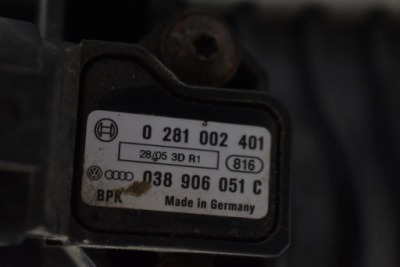 0 281 002 401
28/05 3D R1 816
038 906 051 C
BPK Made in Germany